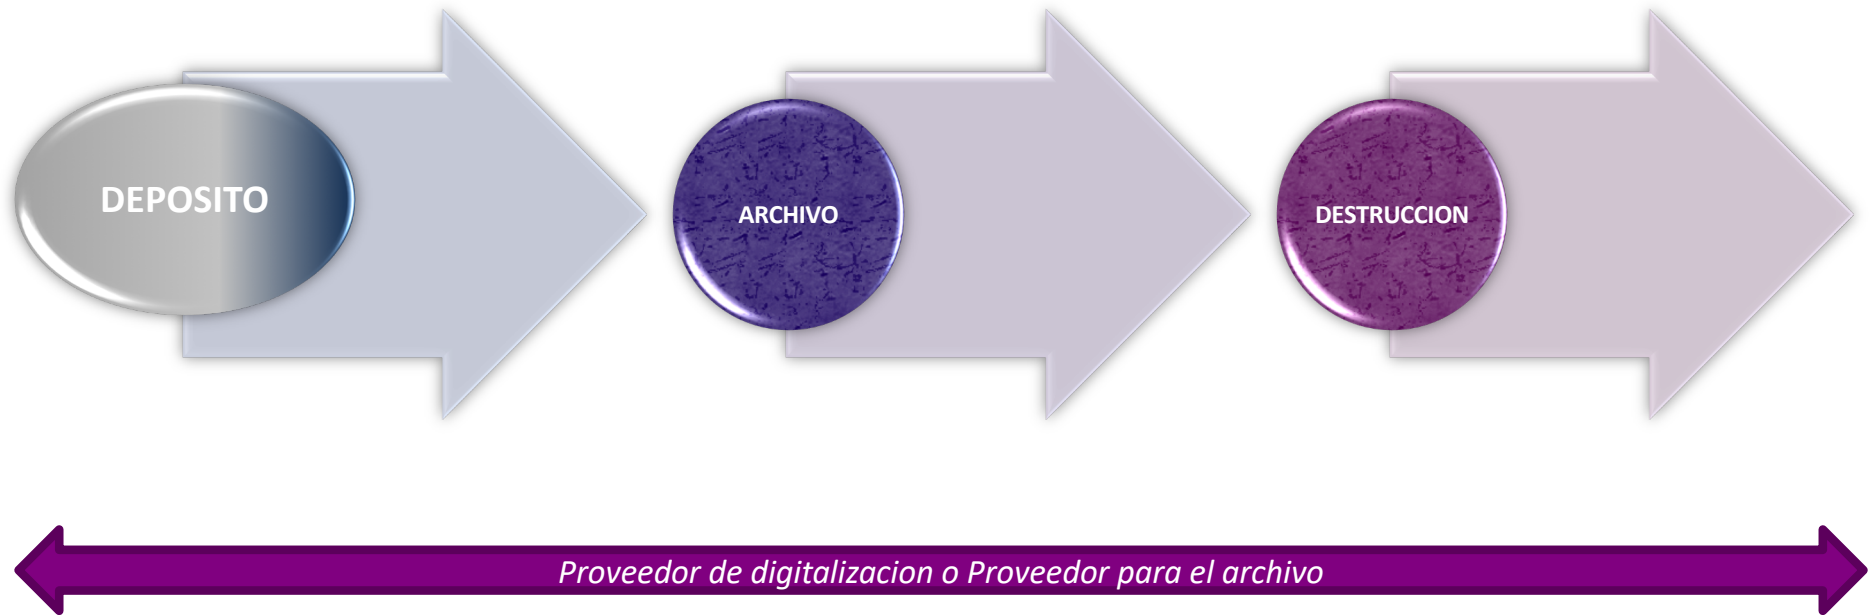 DEPOSITO
ARCHIVO
DESTRUCCION
Proveedor de digitalizacion o Proveedor para el archivo